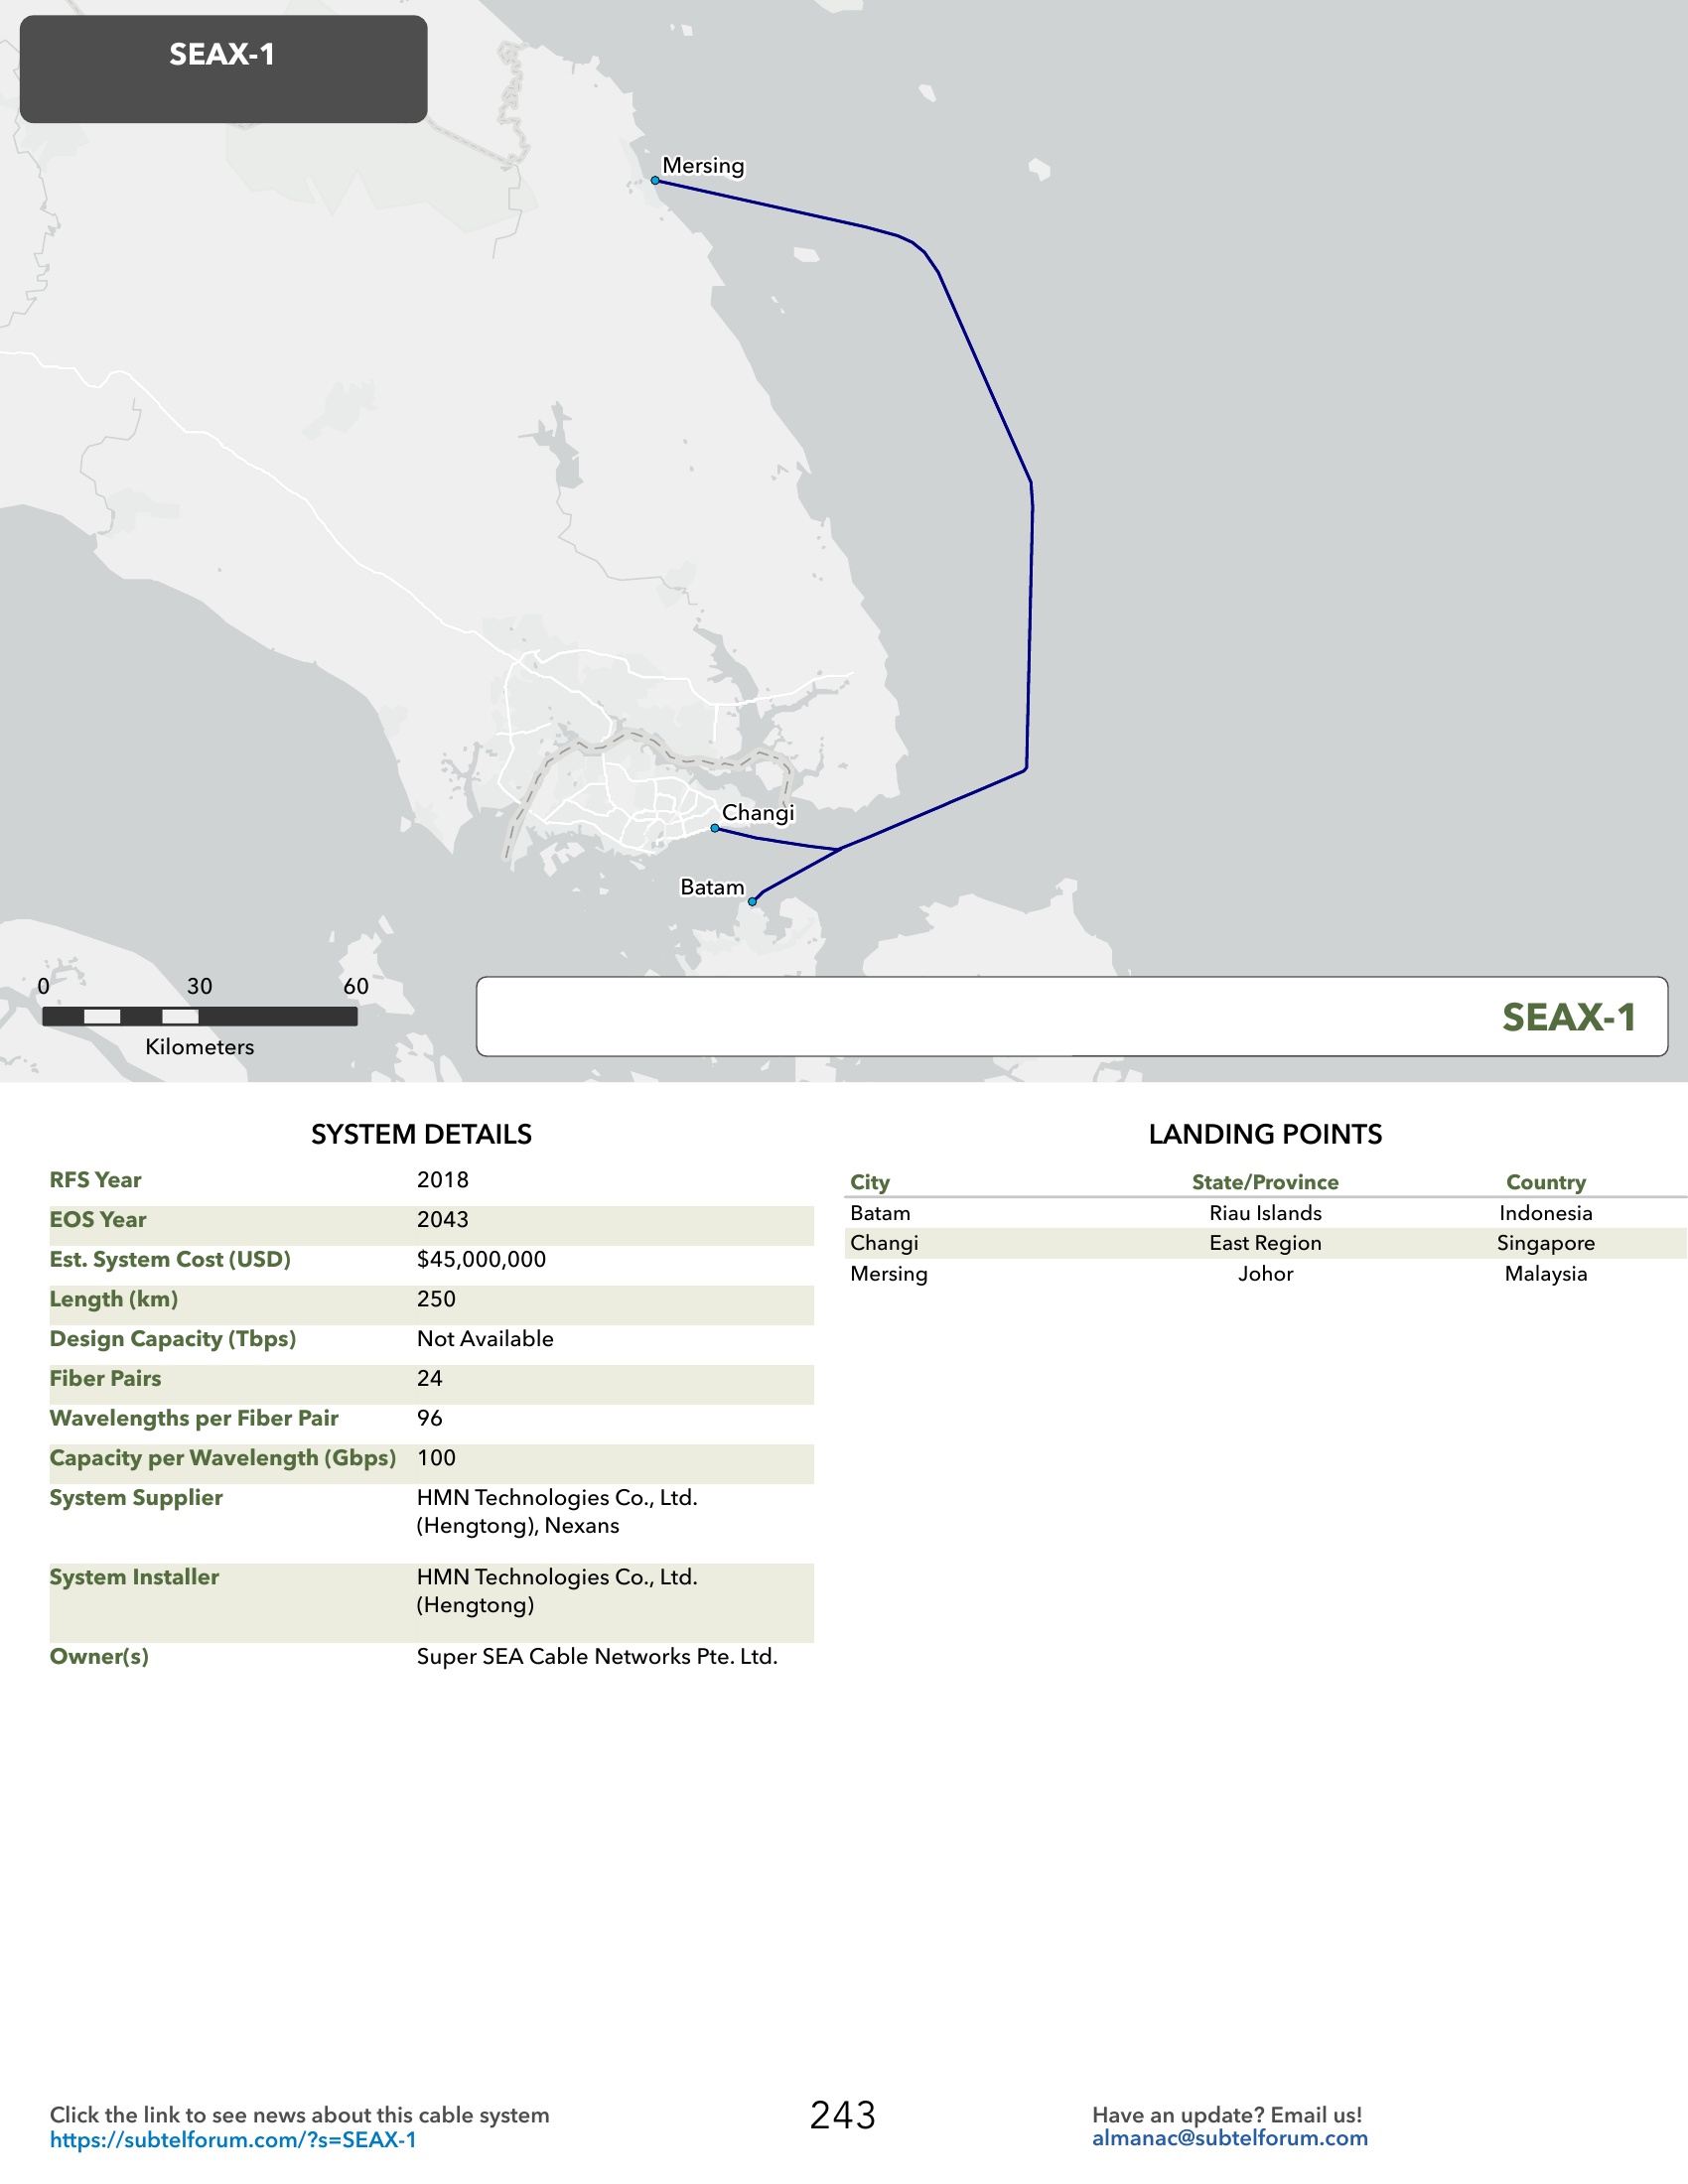 SEAX-1
Mersing
Changi
Batam
0 30 60
Kilometers
SEAX-1
SYSTEM DETAILS
RFS Year 2018
EOS Year 2043
Est. System Cost (USD) $45,000,000
Length (km) 250
Design Capacity (Tbps) Not Available
Fiber Pairs 24
Wavelengths per Fiber Pair 96
Capacity per Wavelength (Gbps) 100
System Supplier HMN Technologies Co., Ltd.
(Hengtong), Nexans
System Installer HMN Technologies Co., Ltd.
(Hengtong)
Owner(s) Super SEA Cable Networks Pte. Ltd.
LANDING POINTS
City State/Province Country
Batam Riau Islands Indonesia
Changi East Region Singapore
Mersing Johor Malaysia
Click the link to see news about this cable system
https://subtelforum.com/?s=SEAX-1
243
Have an update? Email us!
almanac@subtelforum.com